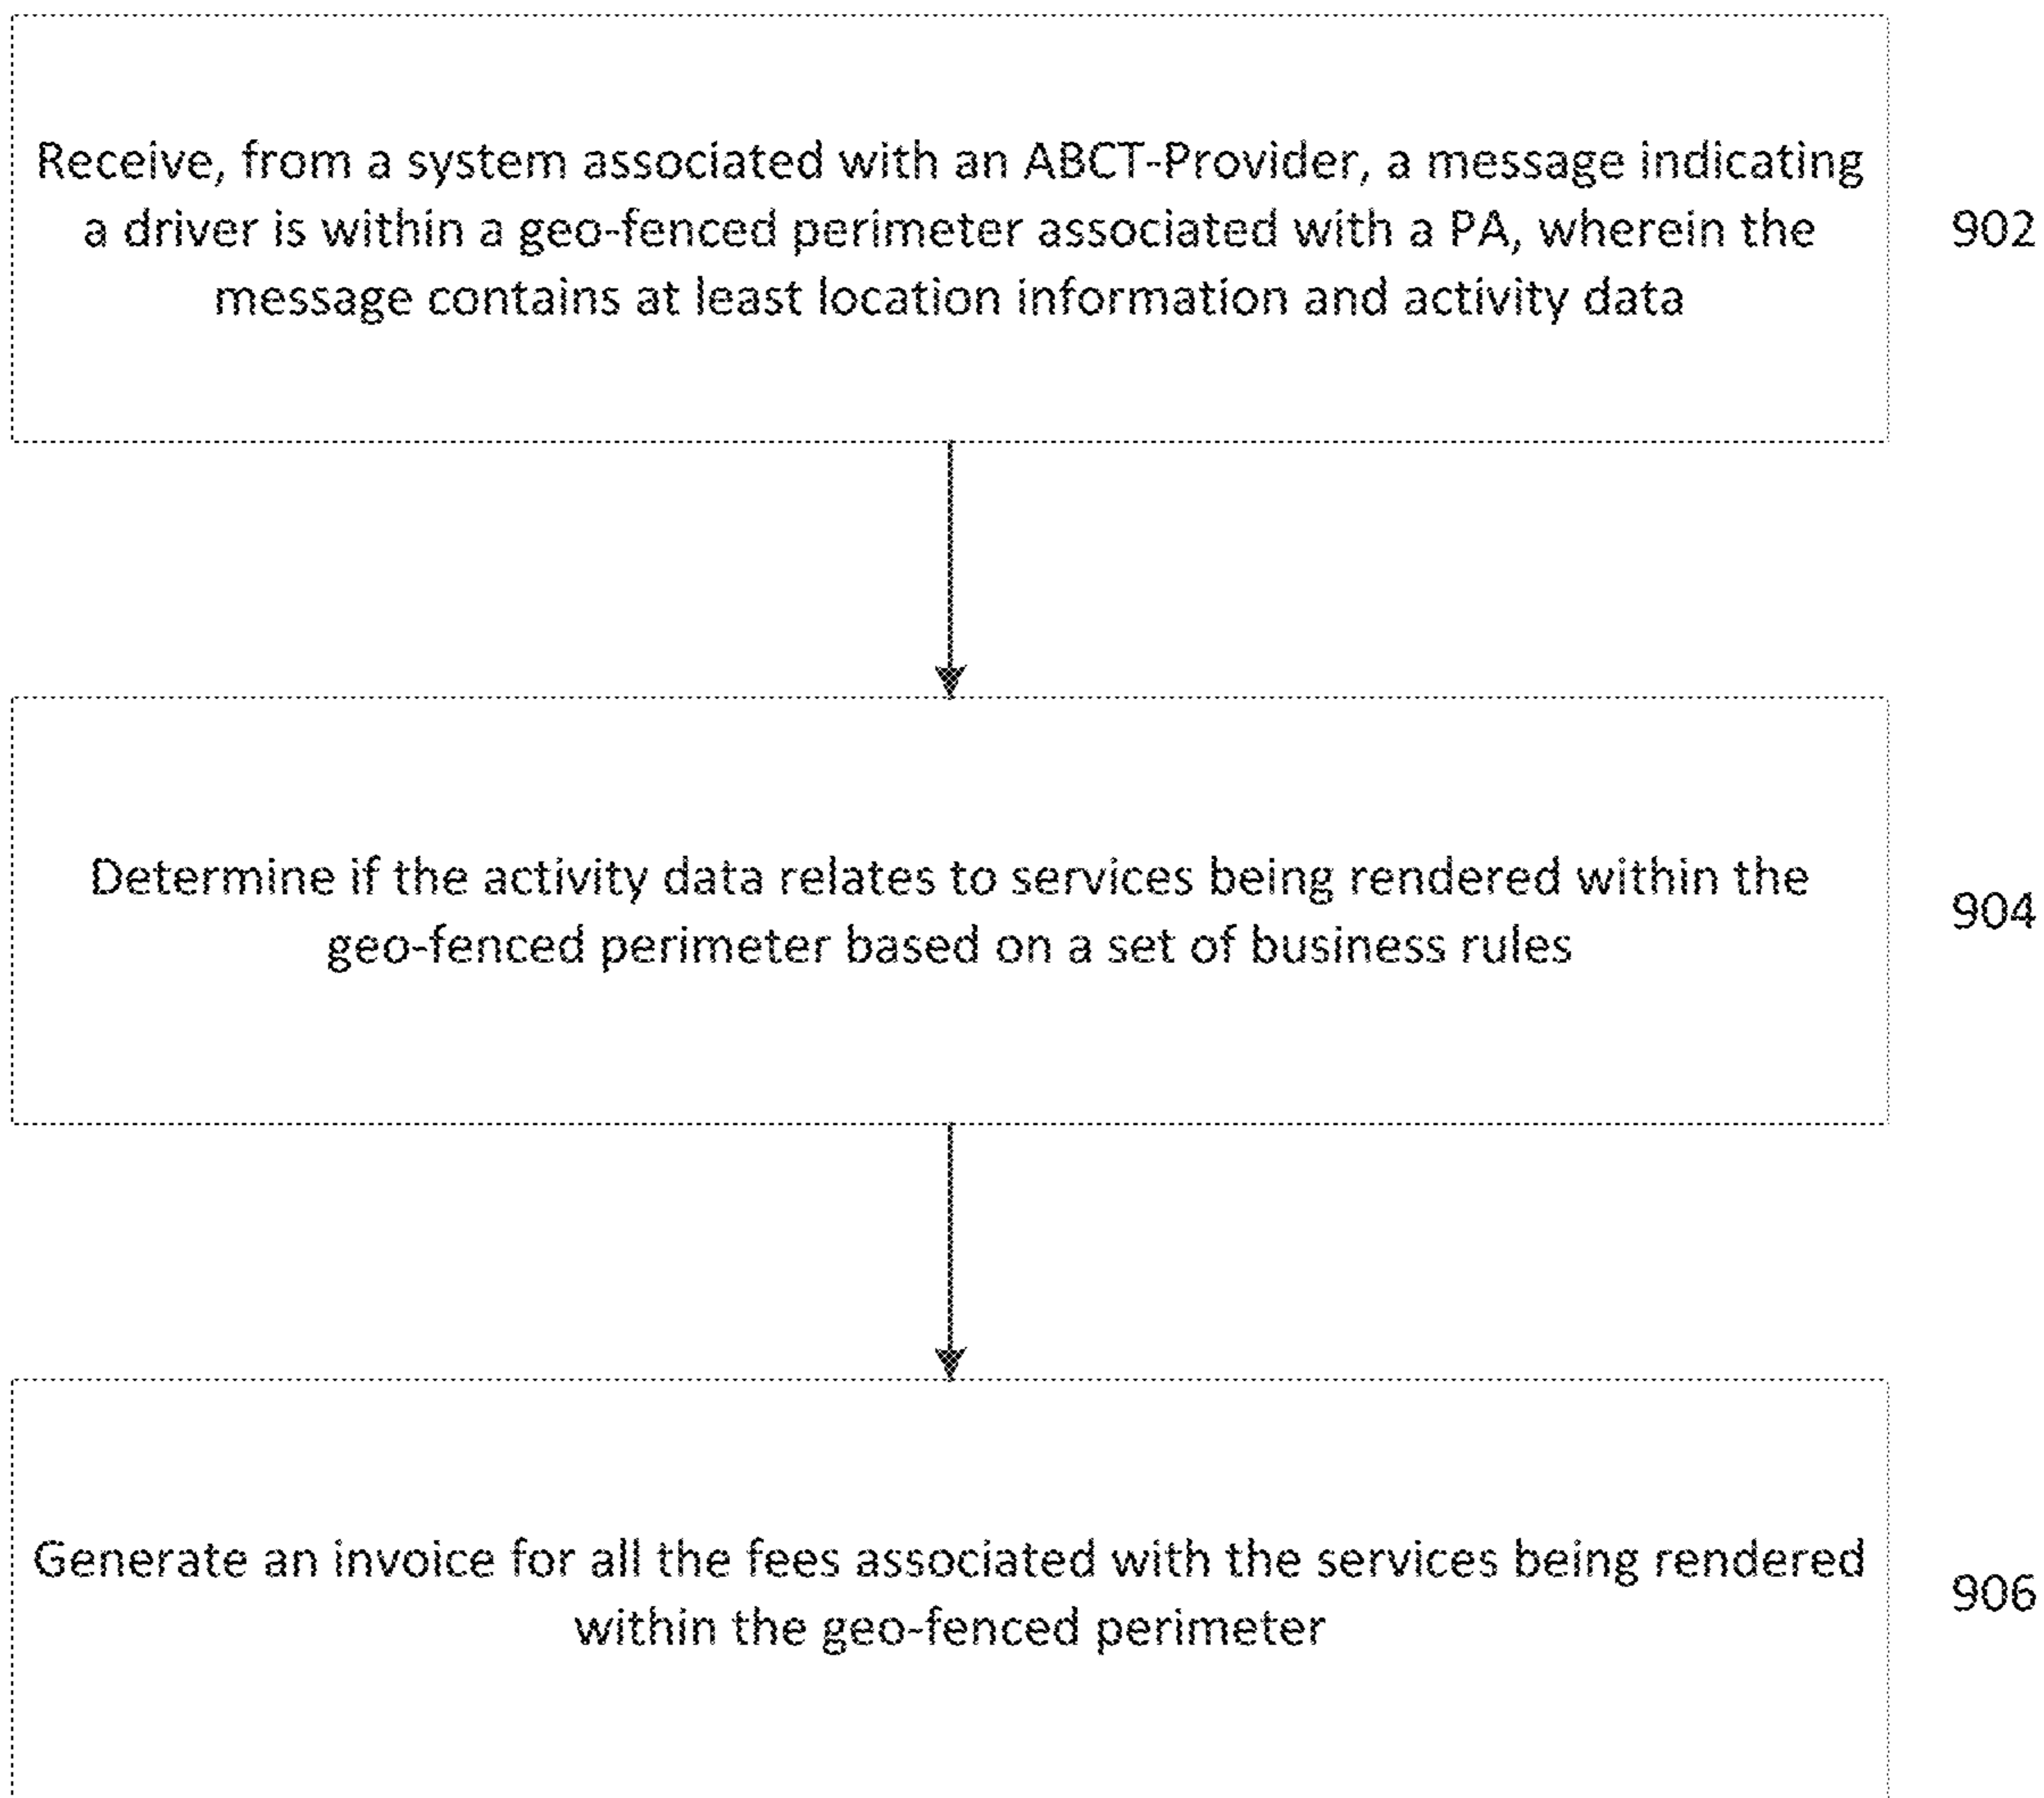 Receive, from a system associated with an ABCT-Provider, a message indicating
a driver is within a geo-fenced perimeter associated with a PA, wherein the
message contains at least location information and activity data
902
Determine if the activity data relates to services being rendered within the
geo-fenced perimeter based on a set of business rules
904
Generate an invoice for all the fees associated with the services being rendered
within the geo-fenced perimeter
906